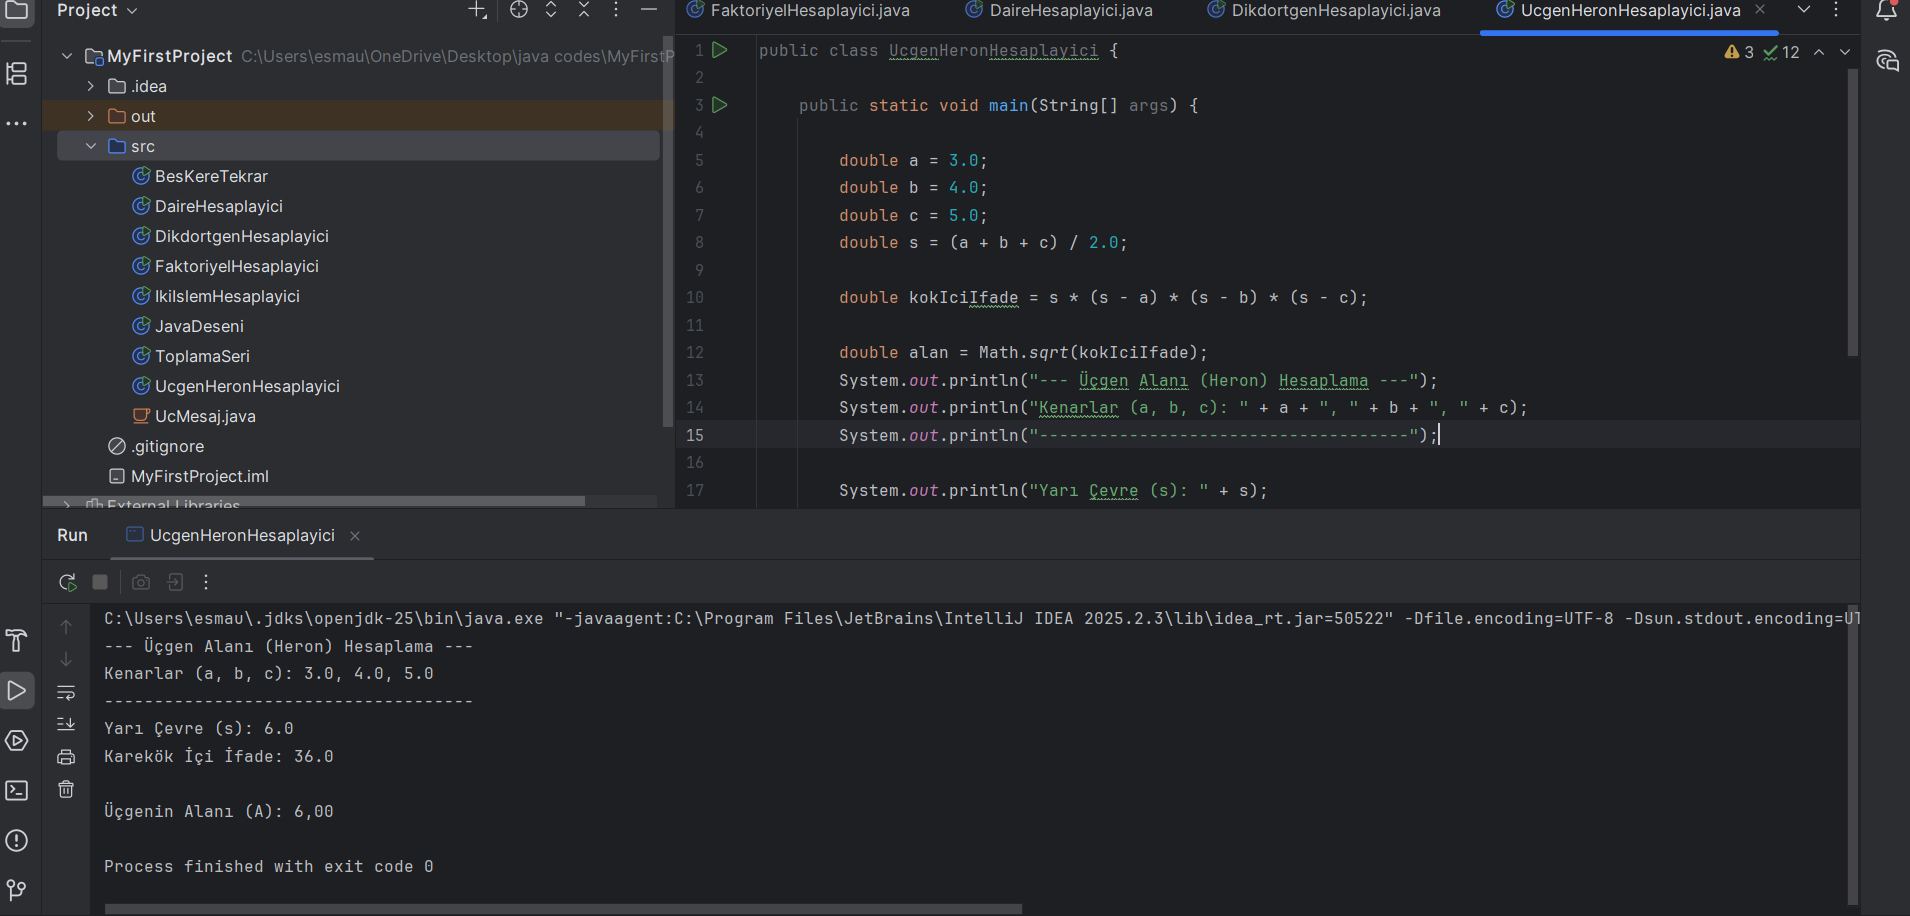 Project
MyFirstProject C:\Users\esmau\OneDrive\Desktop\java codes\MyFirstP
.idea
out
src
BesKereTekrar
DaireHesaplayici
DikdortgenHesaplayici
FaktoriyelHesaplayici
IkiIslemHesaplayici
JavaDeseni
ToplamaSeri
UcgenHeronHesaplayici
UcMesaj.java
.gitignore
MyFirstProject.iml
External Libraries
FaktoriyelHesaplayici.java DaireHesaplayici.java DikdortgenHesaplayici.java UcgenHeronHesaplayici.java
3 12
1 public class UcgenHeronHesaplayici {
2
3 public static void main(String[] args) {
4
5 double a = 3.0;
6 double b = 4.0;
7 double c = 5.0;
8 double s = (a + b + c) / 2.0;
9
10 double kokIciIfade = s * (s - a) * (s - b) * (s - c);
11
12 double alan = Math.sqrt(kokIciIfade);
13 System.out.println("--- Üçgen Alanı (Heron) Hesaplama ---");
14 System.out.println("Kenarlar (a, b, c): " + a + ", " + b + ", " + c);
15 System.out.println("-------------------------------------");
16
17 System.out.println("Yarı Çevre (s): " + s);
Run UcgenHeronHesaplayici
C:\Users\esmau\.jdks\openjdk-25\bin\java.exe "-javaagent:C:\Program Files\JetBrains\IntelliJ IDEA 2025.2.3\lib\idea_rt.jar=50522" -Dfile.encoding=UTF-8 -Dsun.stdout.encoding=UT
--- Üçgen Alanı (Heron) Hesaplama ---
Kenarlar (a, b, c): 3.0, 4.0, 5.0
-------------------------------------
Yarı Çevre (s): 6.0
Karekök İçi İfade: 36.0
Üçgenin Alanı (A): 6,00
Process finished with exit code 0